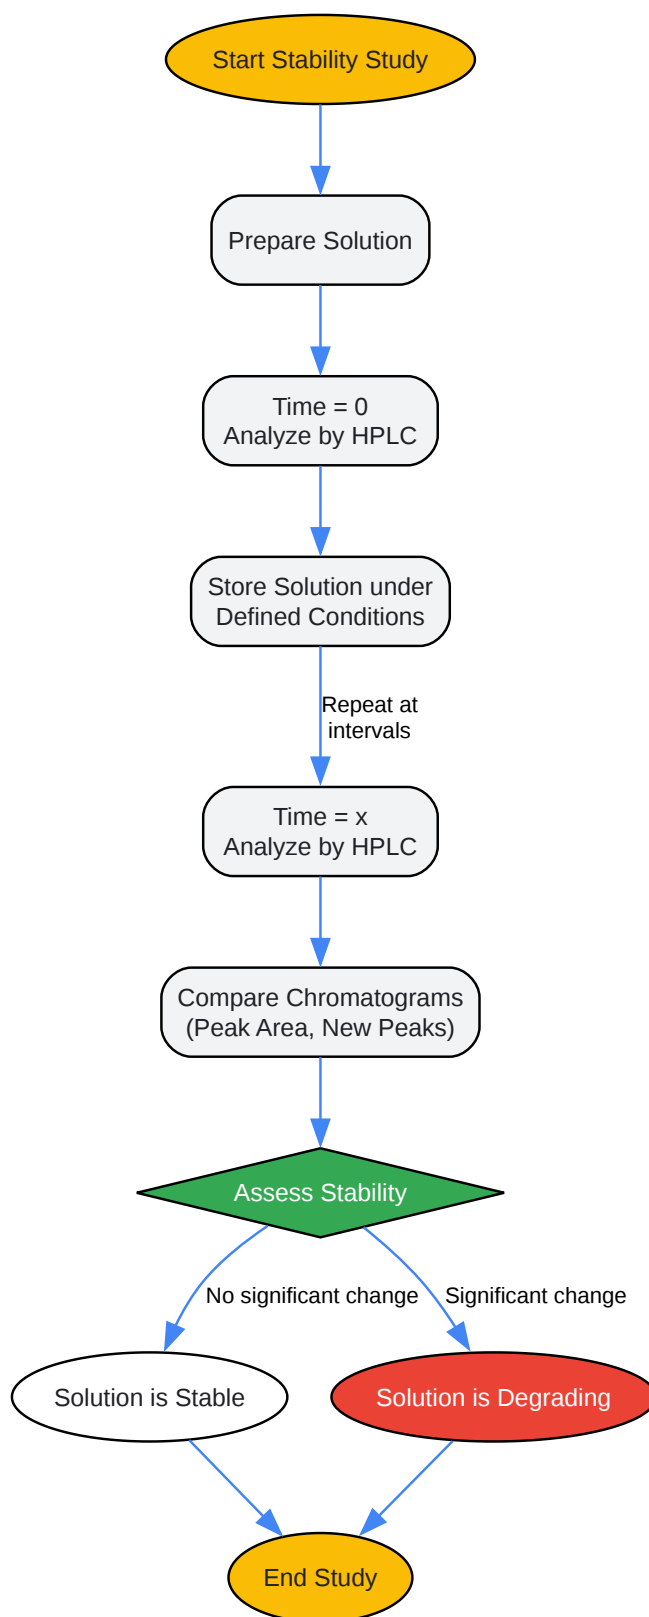 Start Stability Study
Prepare Solution
Time = 0
Analyze by HPLC
Store Solution under
Defined Conditions
Repeat at
intervals
Time = x
Analyze by HPLC
Compare Chromatograms
(Peak Area, New Peaks)
Assess Stability
No significant change
Significant change
Solution is Stable
Solution is Degrading
End Study